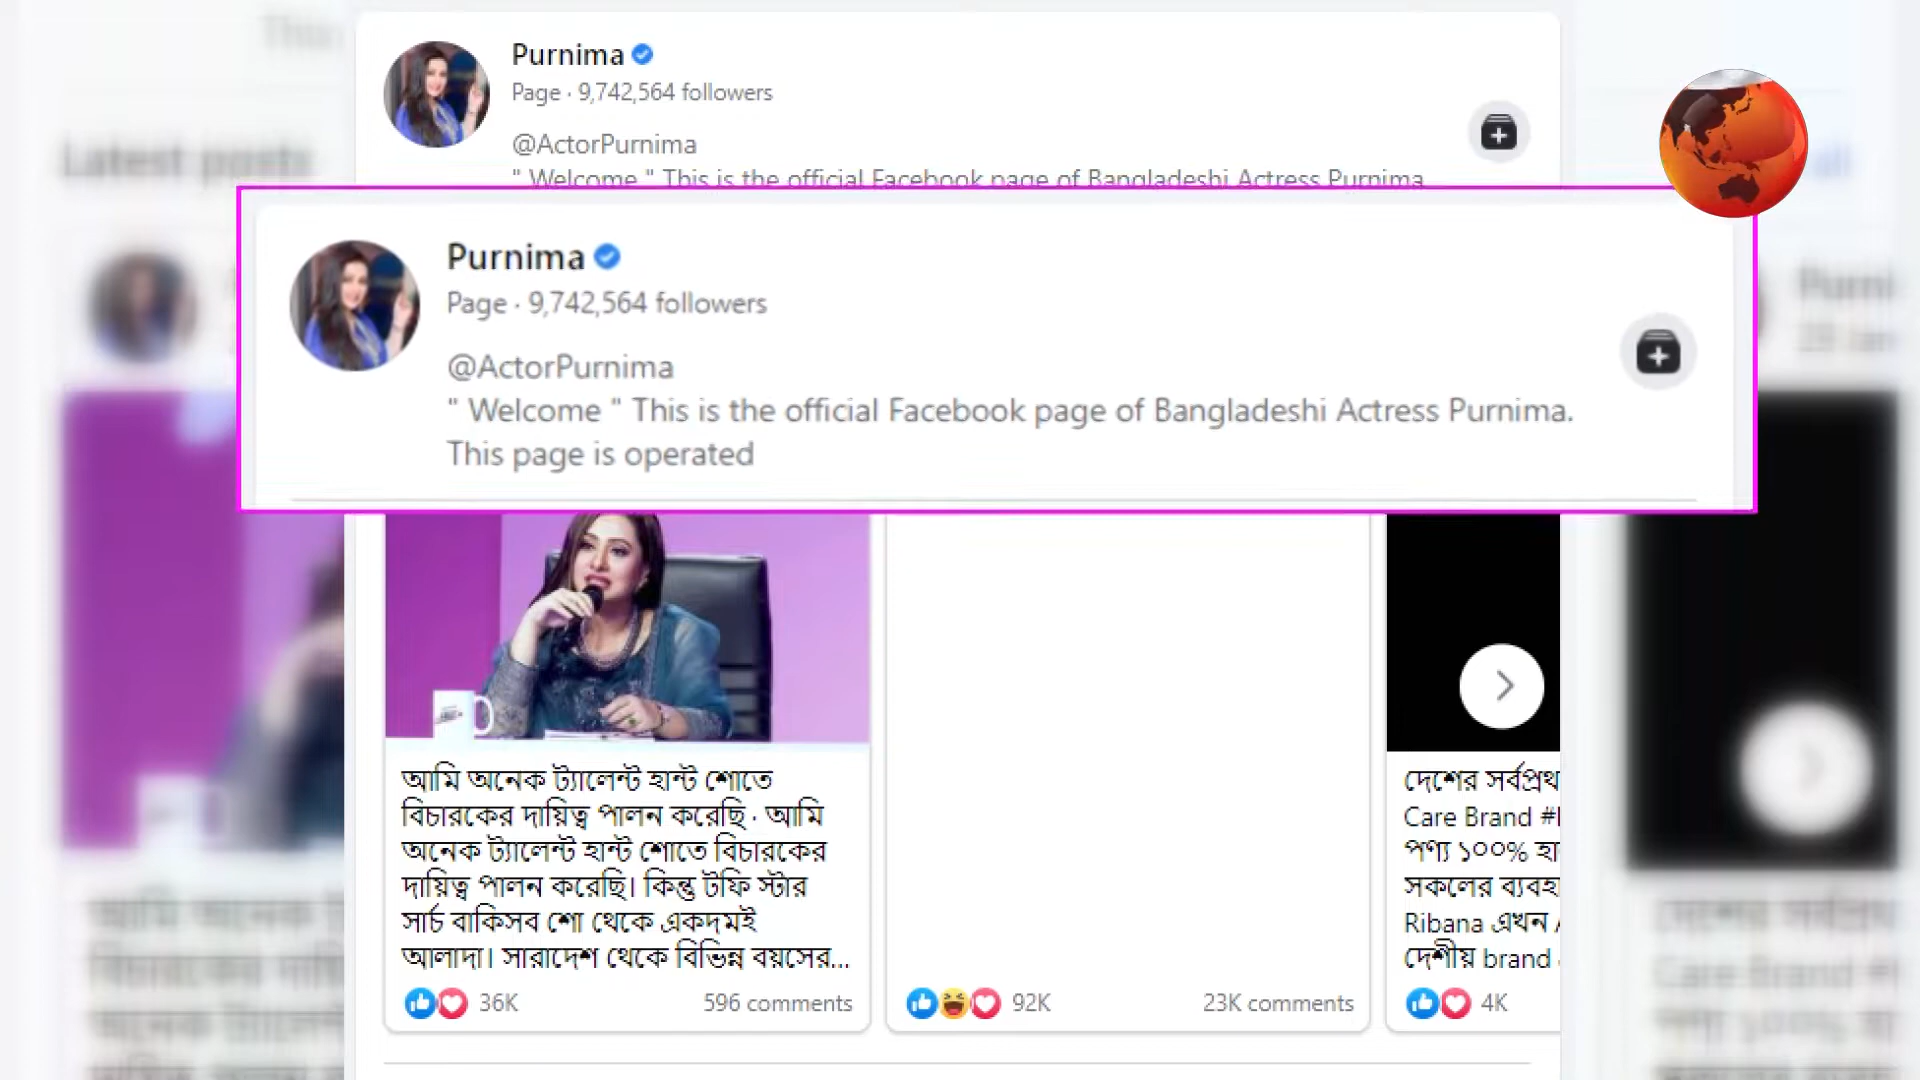 Purnima
Page · 9,742,564 followers
@ActorPurnima
" Welcome " This is the official Facebook page of Bangladeshi Actress Purnima
Latest posts
Purnima
Page · 9,742,564 followers
@ActorPurnima
" Welcome " This is the official Facebook page of Bangladeshi Actress Purnima.
This page is operated
আমি অনেক ট্যালেন্ট হান্ট শোতে
বিচারকের দায়িত্ব পালন করেছি · আমি
অনেক ট্যালেন্ট হান্ট শোতে বিচারকের
দায়িত্ব পালন করেছি। কিন্তু টফি স্টার
সার্চ বাকিসব শো থেকে একদমই
আলাদা। সারাদেশ থেকে বিভিন্ন বয়সের...
36K
596 comments
92K
23K comments
দেশের সর্বপ্রথ
Care Brand
পণ্য ১০০% হা
সকলের ব্যবহ
Ribana এখন
দেশীয় brand
4K